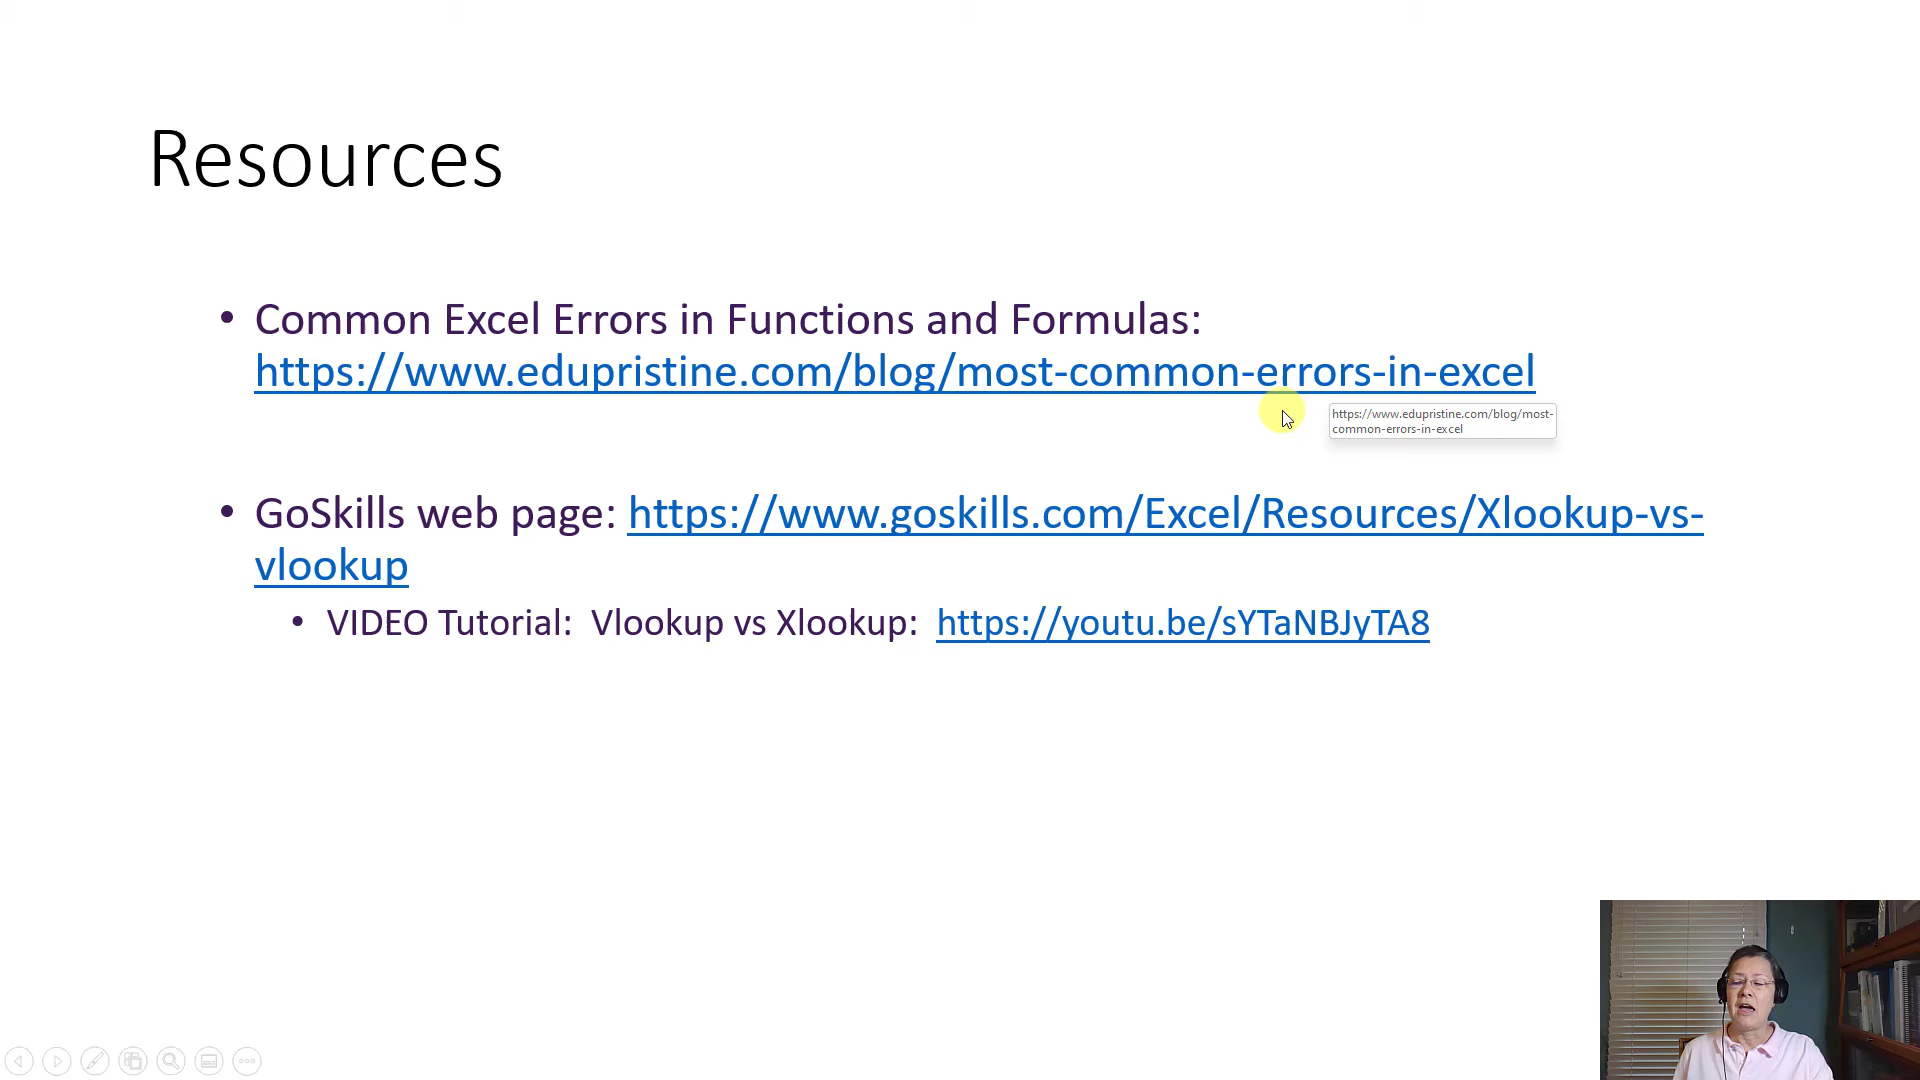 Resources
• Common Excel Errors in Functions and Formulas:
https://www.edupristine.com/blog/most-common-errors-in-excel
https://www.edupristine.com/blog/most-
common-errors-in-excel
• GoSkills web page: https://www.goskills.com/Excel/Resources/Xlookup-vs-
vlookup
• VIDEO Tutorial: Vlookup vs Xlookup: https://youtu.be/sYTaNBJyTA8